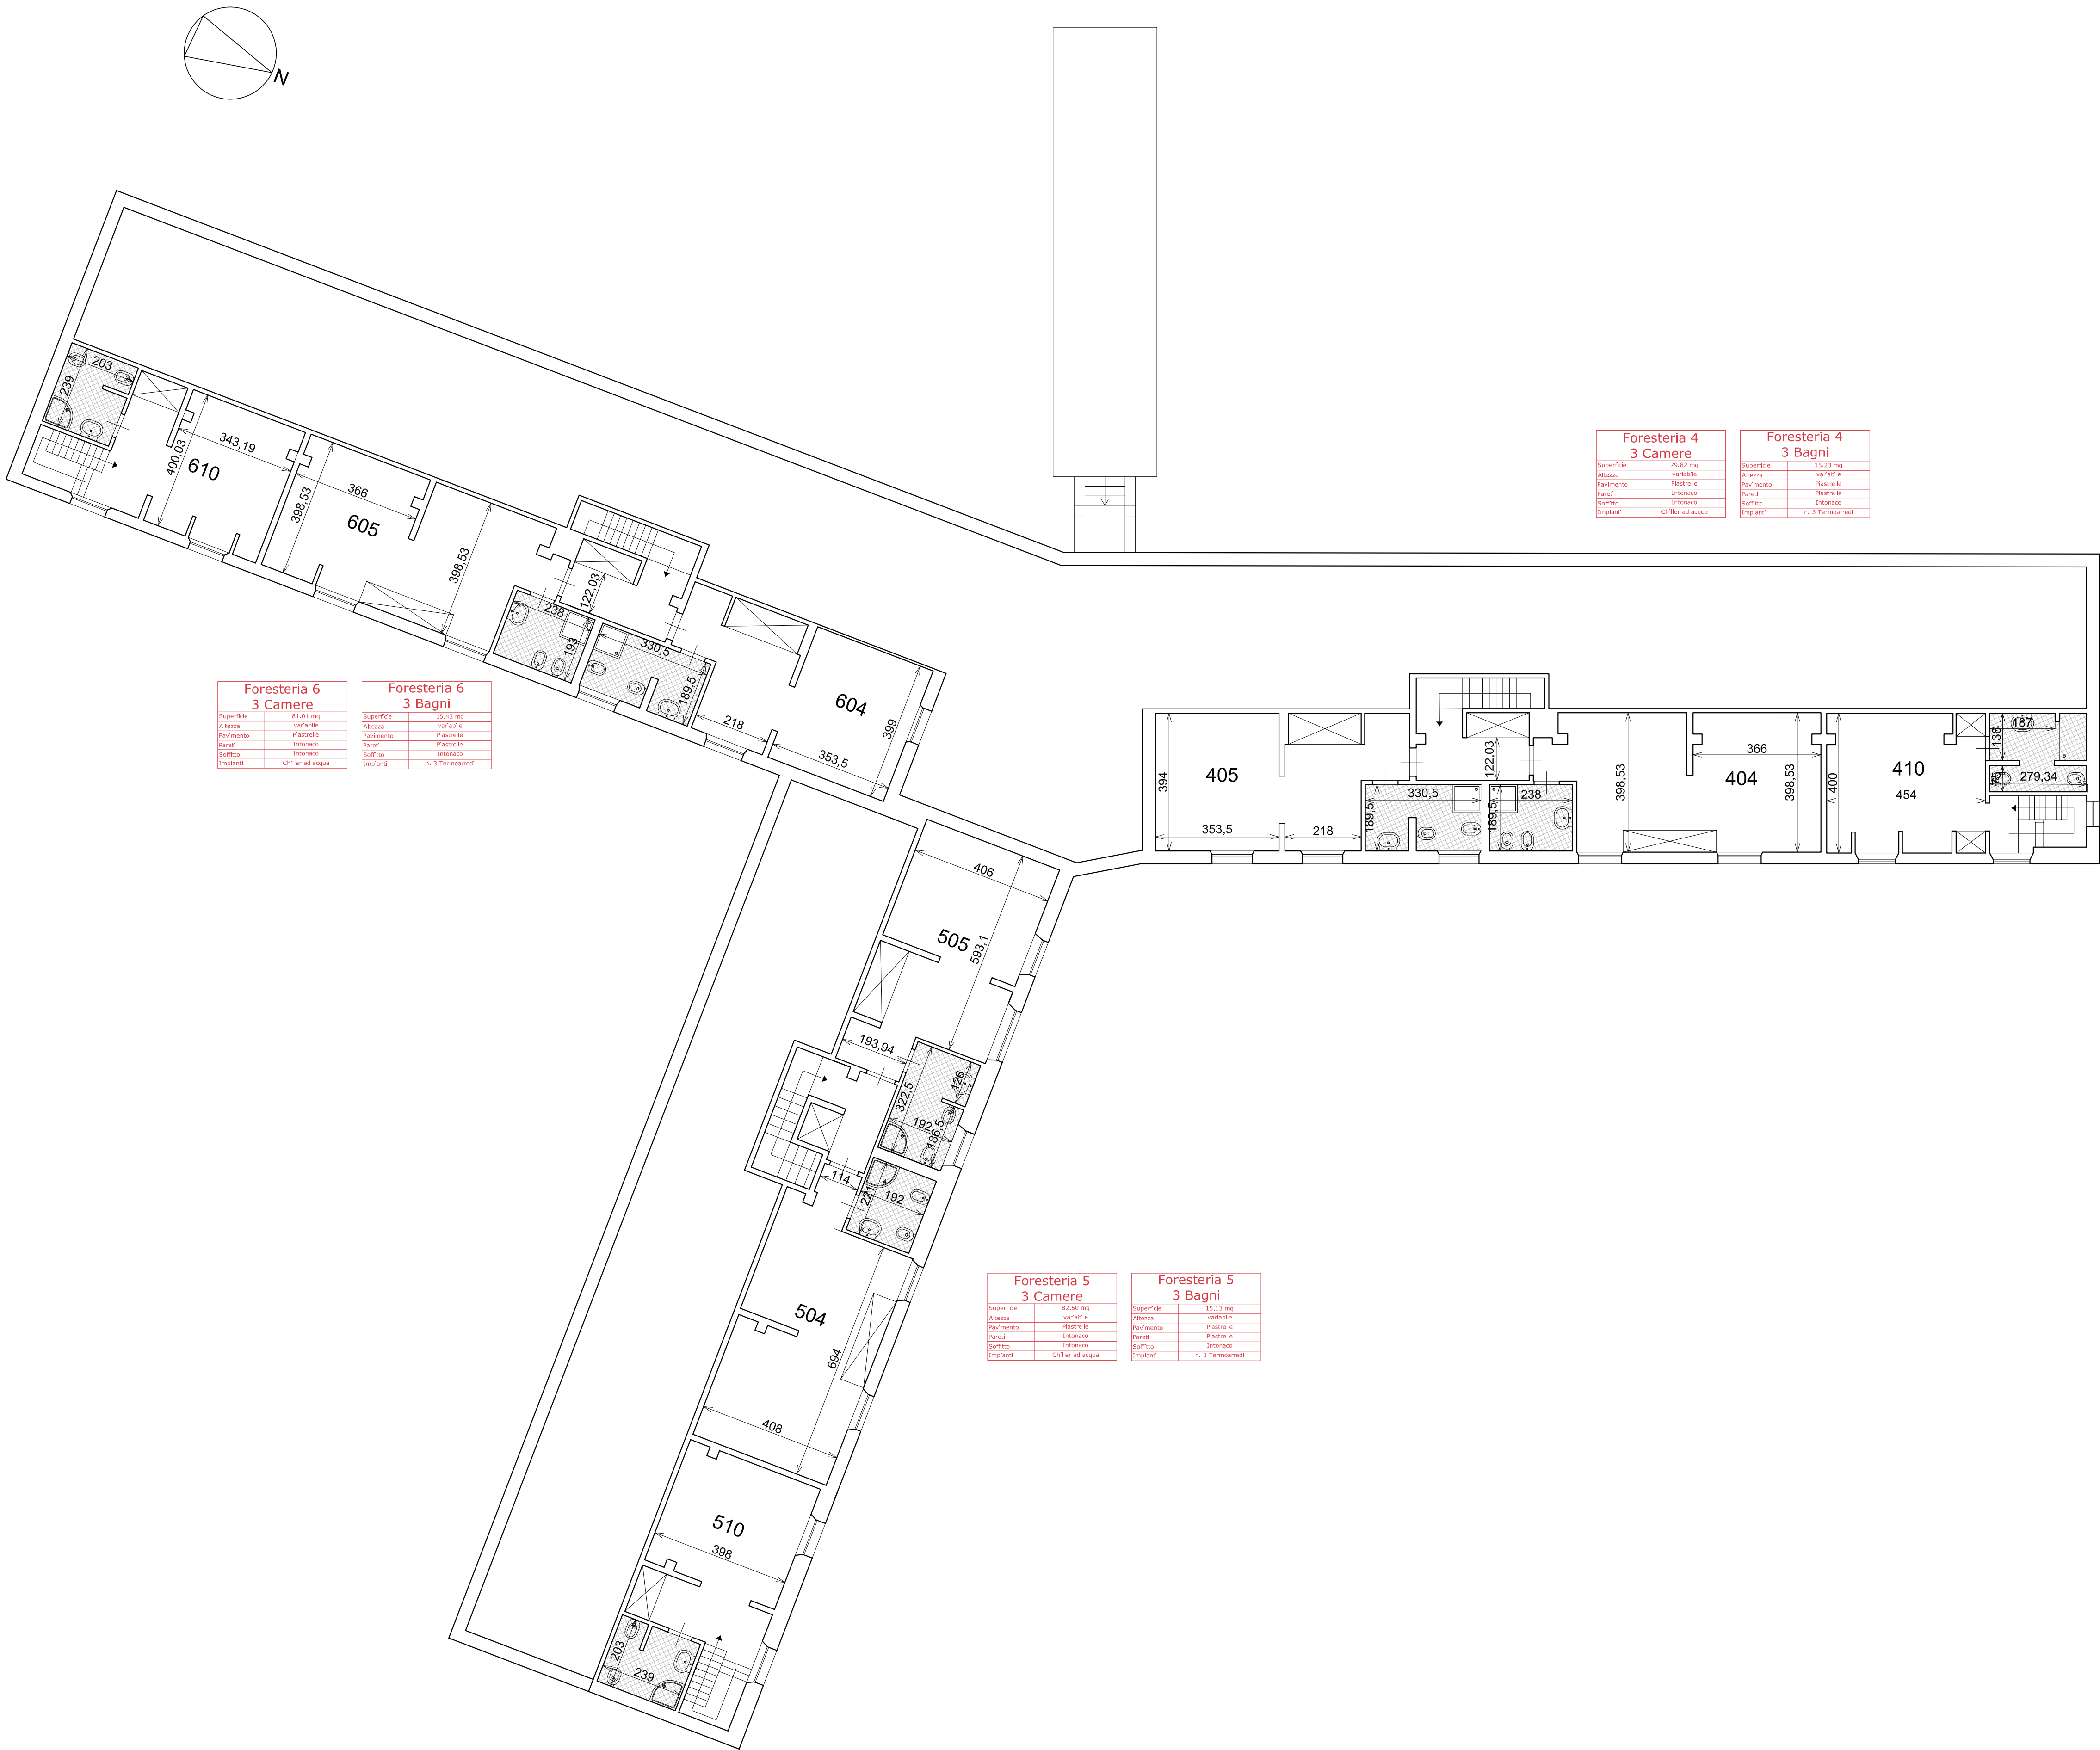 N
203
239
400,03
343,19
610
398,53
366
605
398,53
122,03
238
193
330,5
189,5
604
218
353,5
399
Foresteria 4
3 Camere
Superficie 79.82 mq
Altezza variabile
Pavimento Piastrelle
Pareti Intonaco
Soffitto Intonaco
Impianti Chiller ad acqua
Foresteria 4
3 Bagni
Superficie 15.23 mq
Altezza variabile
Pavimento Piastrelle
Pareti Piastrelle
Soffitto Intonaco
Impianti n. 3 Termoarredi
Foresteria 6
3 Camere
Superficie 81.01 mq
Altezza variabile
Pavimento Piastrelle
Pareti Intonaco
Soffitto Intonaco
Impianti Chiller ad acqua
Foresteria 6
3 Bagni
Superficie 15.43 mq
Altezza variabile
Pavimento Piastrelle
Pareti Piastrelle
Soffitto Intonaco
Impianti n. 3 Termoarredi
394
405
353,5
218
189,5
330,5
122,03
189,5
238
398,53
366
404
398,53
400
410
454
187
136
75
279,34
406
505
593,1
193,94
322,5
126
192
186,5
114
221
192
504
694
408
510
398
203
239
Foresteria 5
3 Camere
Superficie 82.50 mq
Altezza variabile
Pavimento Piastrelle
Pareti Intonaco
Soffitto Intonaco
Impianti Chiller ad acqua
Foresteria 5
3 Bagni
Superficie 15.13 mq
Altezza variabile
Pavimento Piastrelle
Pareti Piastrelle
Soffitto Intonaco
Impianti n. 3 Termoarredi